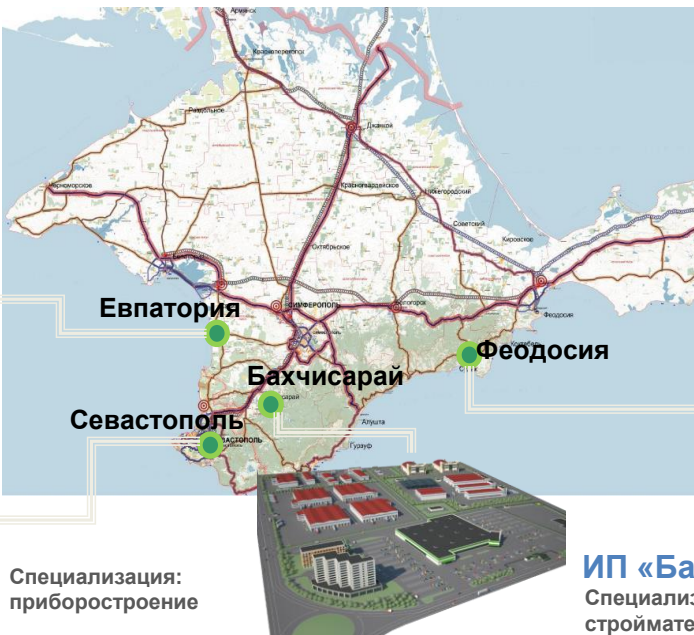 Армянск
Красноперекопск
Раздольное
Джанкой
Черноморское
Красногвардейское
Нижнегорский
Советский
Октябрьское
Кировское
Евпатория
СИМФЕРОПОЛЬ
Белогорск
Феодосия
Феодосия
Бахчисарай
Севастополь
Алушта
Гурзуф
Специализация:
приборостроение
ИП «Ба
Специализ
строймате